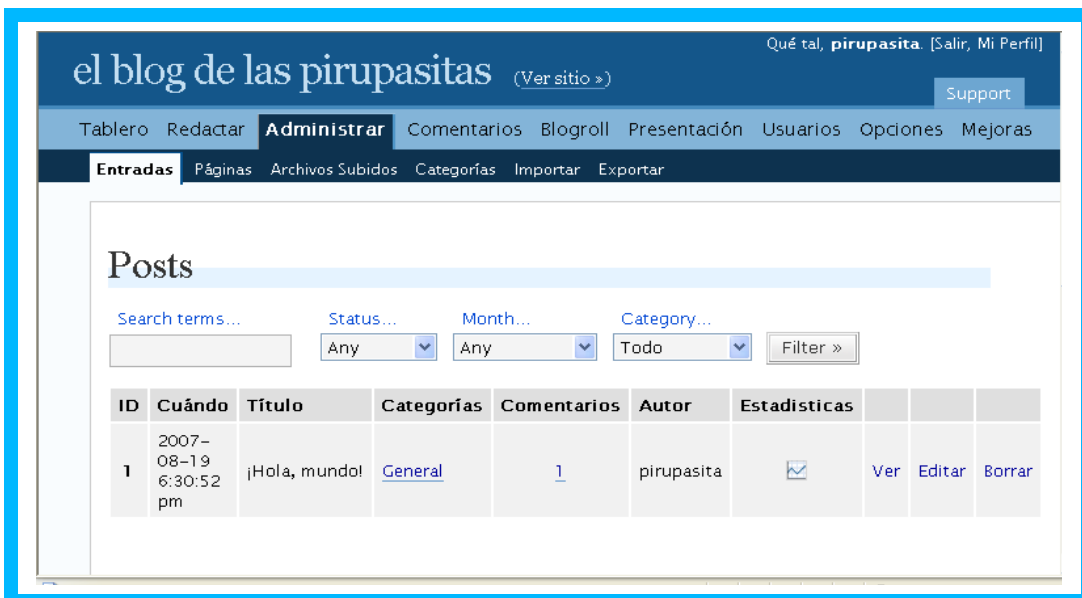 Qué tal, pirupasita. [Salir, Mi Perfil]
el blog de las pirupasitas (Ver sitio »)
Support
Tablero Redactar Administrar Comentarios Blogroll Presentación Usuarios Opciones Mejoras
Entradas Páginas Archivos Subidos Categorías Importar Exportar
Posts
Search terms... Status... Month... Category...
Any Any Todo Filter »
ID Cuándo Título Categorías Comentarios Autor Estadisticas
2007-
08-19
1 ¡Hola, mundo! General 1 pirupasita Ver Editar Borrar
6:30:52
pm